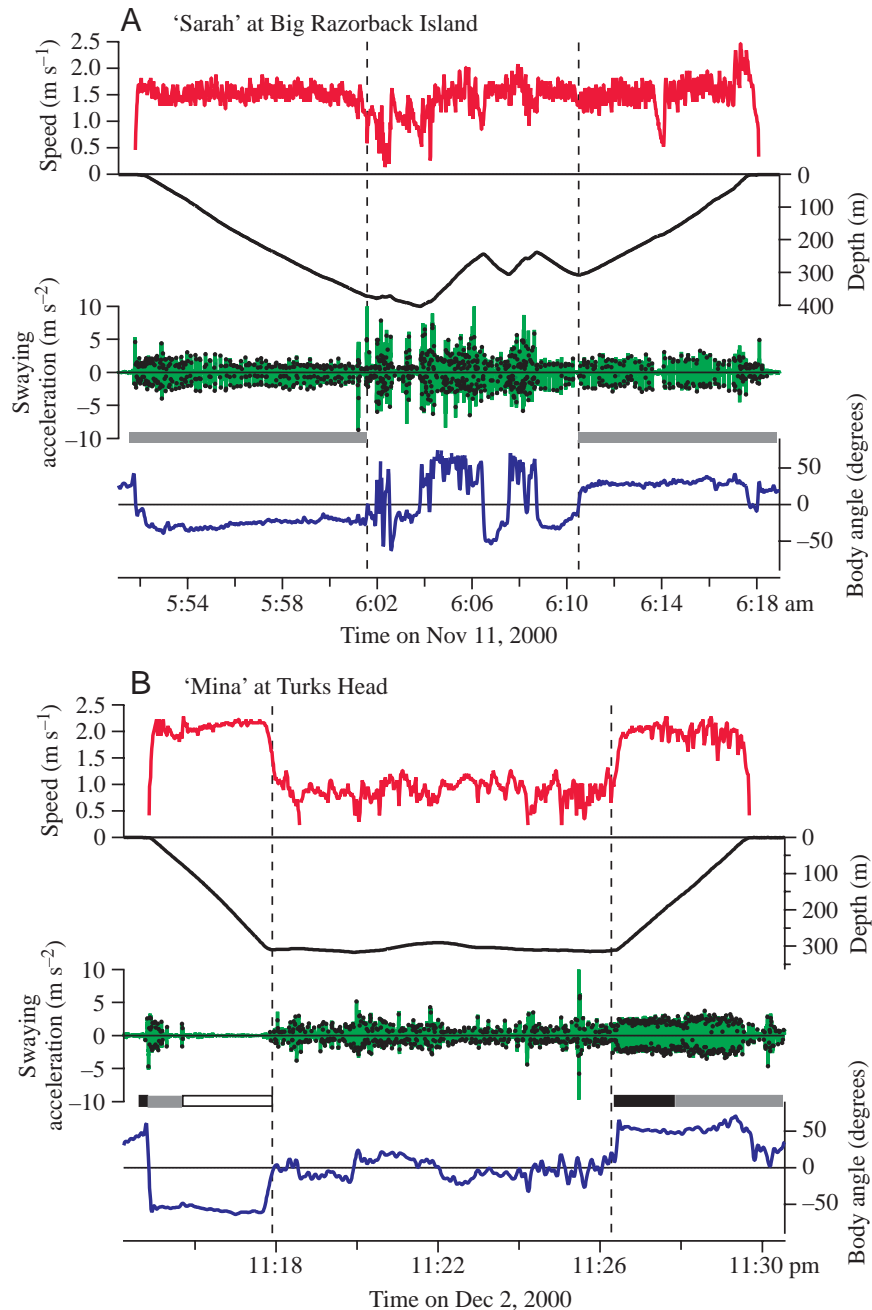 A
‘Sarah’ at Big Razorback Island
Speed (m s–1)
2.5
2.0
1.5
1.0
0.5
0
0
100
200
300
400
Depth (m)
Swaying
acceleration (m s–2)
10
5
0
–5
–10
50
0
–50
Body angle (degrees)
5:54 5:58 6:02 6:06 6:10 6:14 6:18 am
Time on Nov 11, 2000
B
‘Mina’ at Turks Head
Speed (m s–1)
2.5
2.0
1.5
1.0
0.5
0
0
100
200
300
Depth (m)
Swaying
acceleration (m s–2)
10
5
0
–5
–10
50
0
–50
Body angle (degrees)
11:18 11:22 11:26 11:30 pm
Time on Dec 2, 2000